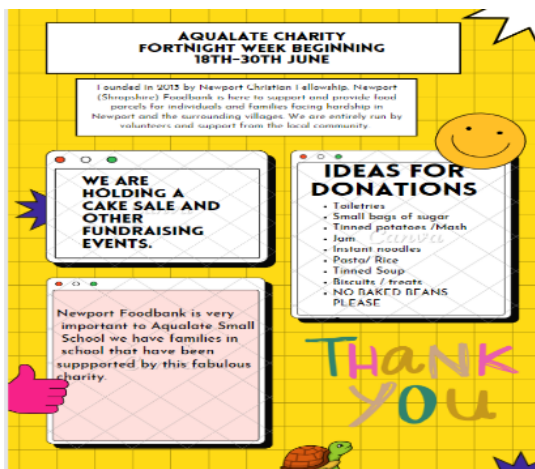 AQUALATE CHARITY
FORTNIGHT WEEK BEGINNING
18TH-30TH JUNE
Founded in 2013 by Newport Christian Fellowship, Newport
(Shropshire) Foodbank is here to support and provide food
parcels for individuals and families facing hardship in
Newport and the surrounding villages. We are entirely run by
volunteers and support from the local community.
WE ARE
HOLDING A
CAKE SALE AND
OTHER
FUNDRAISING
EVENTS.
IDEAS FOR
DONATIONS
• Toiletries
• Small bags of sugar
• Tinned potatoes /Mash
• Jam
• Instant noodles
• Pasta/ Rice
• Tinned Soup
• Biscuits / treats
• NO BAKED BEANS
PLEASE
Canva
Newport Foodbank is very
important to Aqualate Small
School we have families in
school that have been
suppported by this fabulous
charity.
THANK
YOU